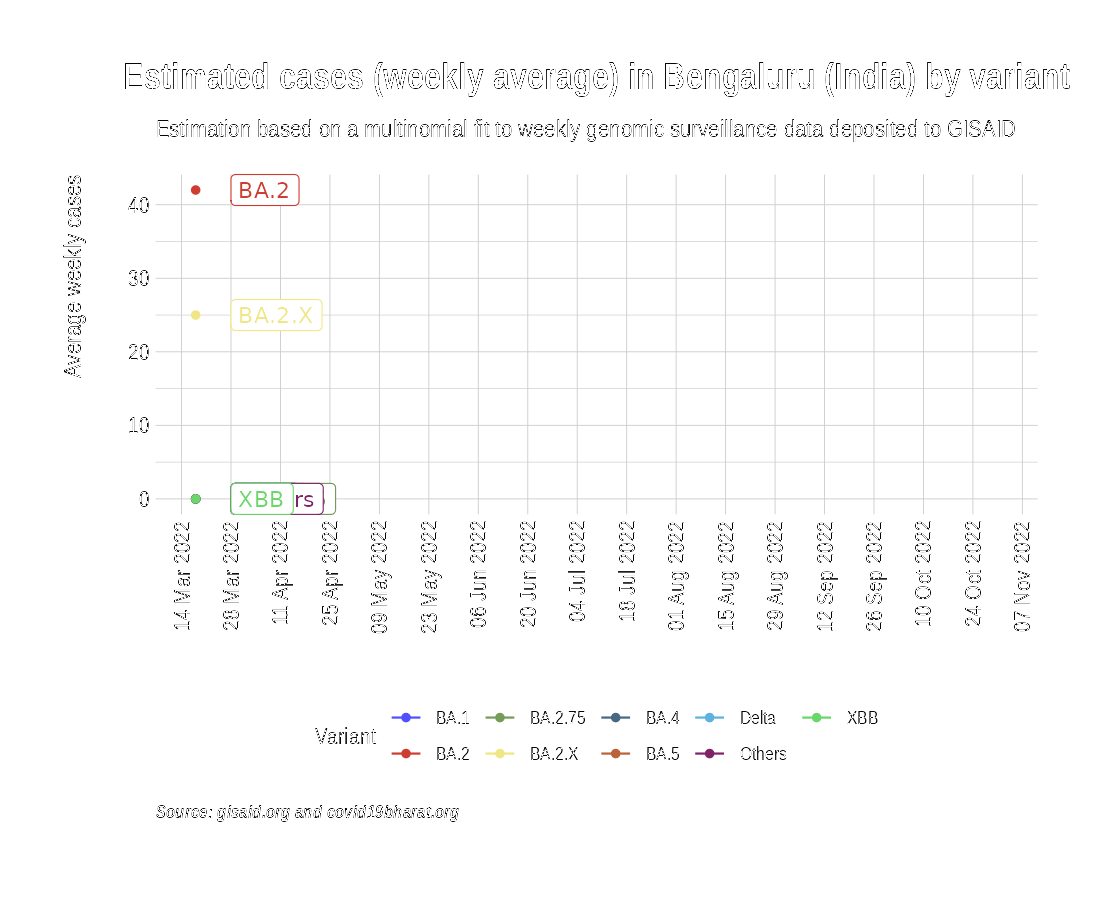 Estimated cases (weekly average) in Bengaluru (India) by variant
Estimation based on a multinomial fit to weekly genomic surveillance data deposited to GISAID
Average weekly cases
40
30
20
10
0
BA.2
BA.2.X
XBB
rs
14 Mar 2022
28 Mar 2022
11 Apr 2022
25 Apr 2022
09 May 2022
23 May 2022
06 Jun 2022
20 Jun 2022
04 Jul 2022
18 Jul 2022
01 Aug 2022
15 Aug 2022
29 Aug 2022
12 Sep 2022
26 Sep 2022
10 Oct 2022
24 Oct 2022
07 Nov 2022
Variant
BA.1 BA.2.75 BA.4 Delta XBB
BA.2 BA.2.X BA.5 Others
Source: gisaid.org and covid19bharat.org